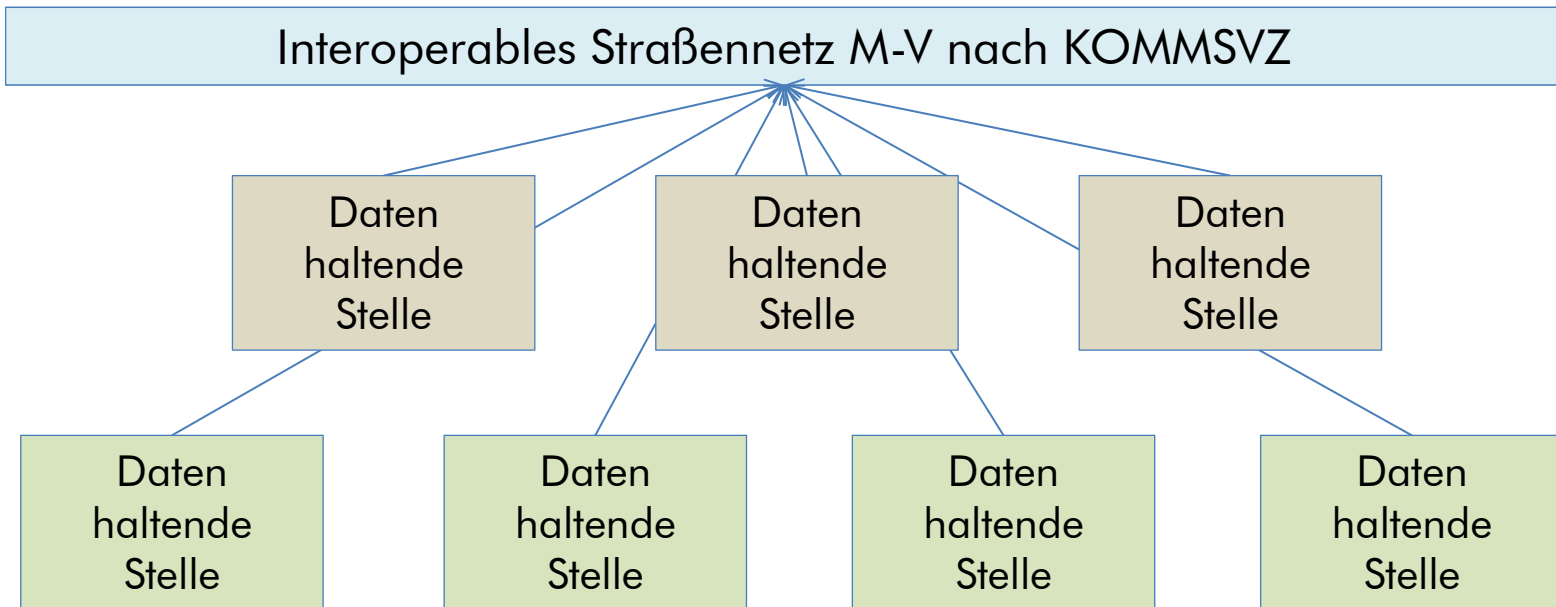 Interoperables Straßennetz M-V nach KOMMSVZ
Daten
haltende
Stelle
Daten
haltende
Stelle
Daten
haltende
Stelle
Daten
haltende
Stelle
Daten
haltende
Stelle
Daten
haltende
Stelle
Daten
haltende
Stelle